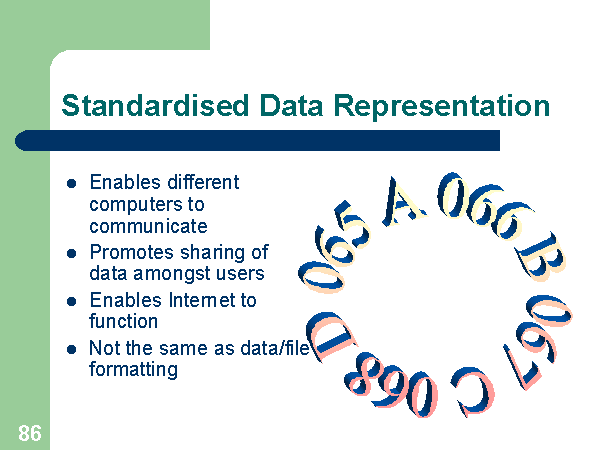 Standardised Data Representation
Enables different
computers to
communicate
Promotes sharing of
data amongst users
Enables Internet to
function
Not the same as data/file
formatting
065 A 066 B 067 C 068 D
86